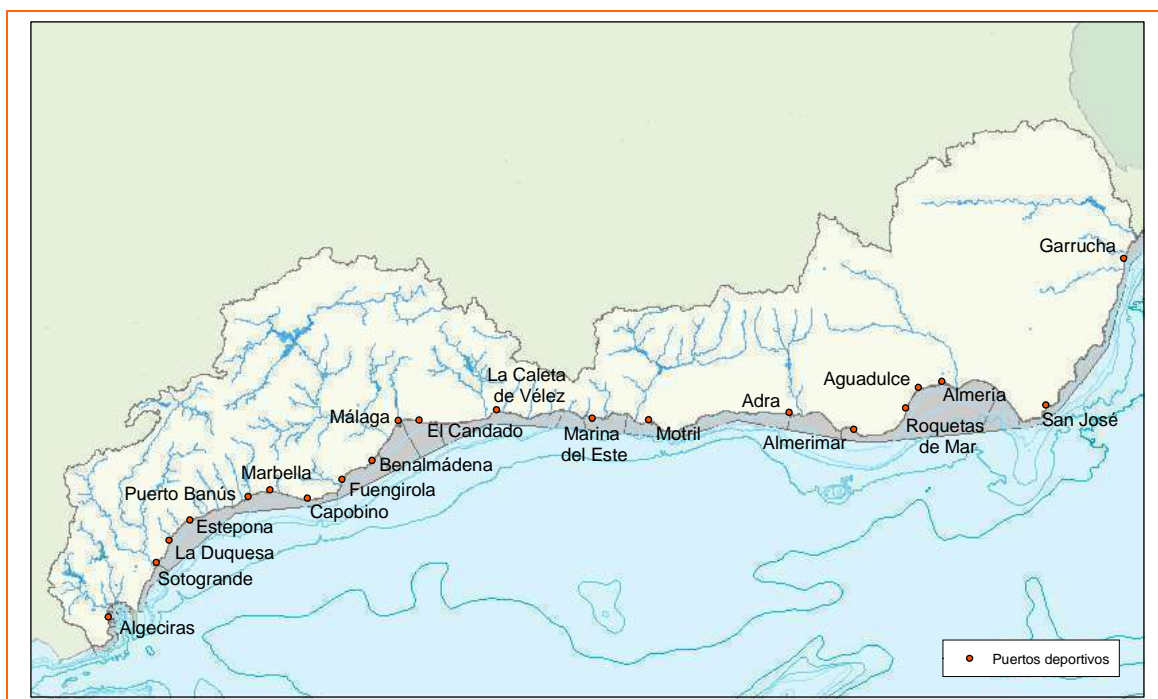 Garrucha
La Caleta
de Vélez
Aguadulce
Almería
Adra
San José
Málaga
El Candado
Marina
del Este
Motril
Almerimar
Roquetas
de Mar
Benalmádena
Marbella
Fuengirola
Puerto Banús
Capobino
Estepona
La Duquesa
Sotogrande
Algeciras
Puertos deportivos